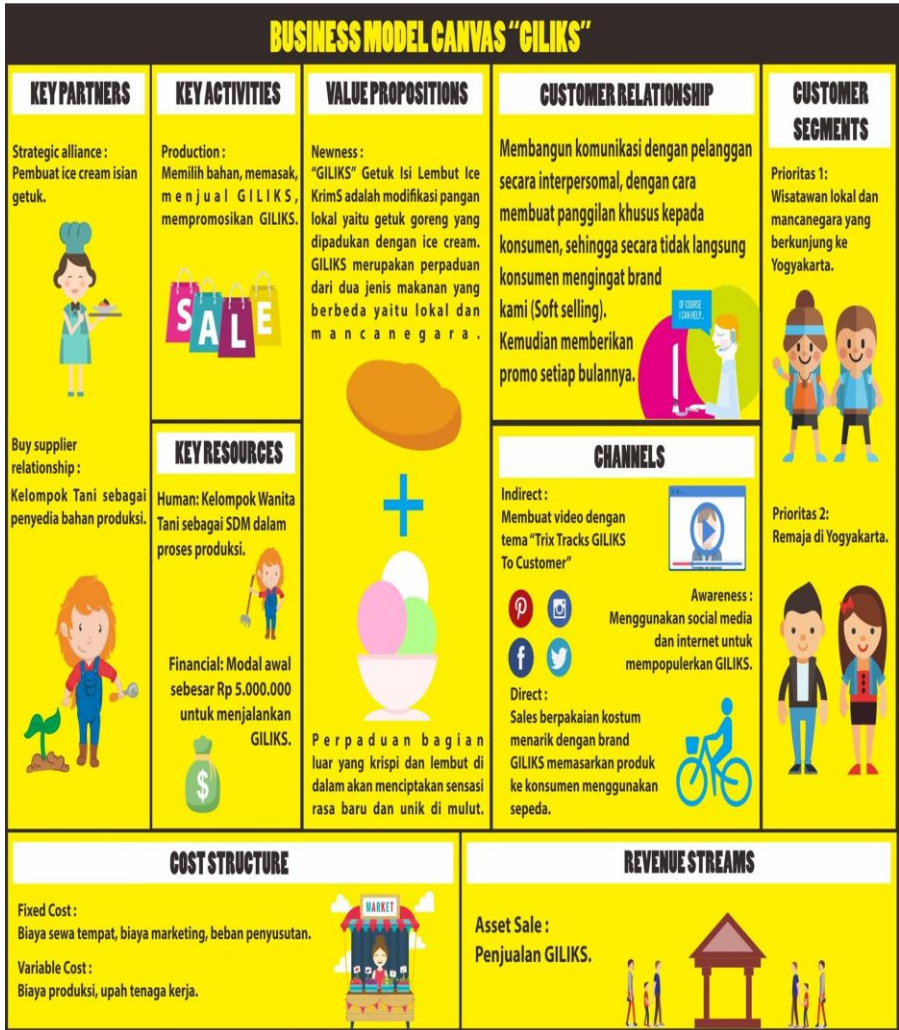 BUSINESS MODEL CANVAS "GILIKS"
KEY PARTNERS
Strategic alliance :
Pembuat ice cream isian
getuk.
Buy supplier
relationship :
Kelompok Tani sebagai
penyedia bahan produksi.
KEY ACTIVITIES
Production :
Memilih bahan, memasak,
menjual GILIKS,
mempromosikan GILIKS.
SALE
KEY RESOURCES
Human: Kelompok Wanita
Tani sebagai SDM dalam
proses produksi.
Financial: Modal awal
sebesar Rp 5.000.000
untuk menjalankan
GILIKS.
$
VALUE PROPOSITIONS
Newness :
"GILIKS" Getuk Isi Lembut Ice
KrimS adalah modifikasi pangan
lokal yaitu getuk goreng yang
dipadukan dengan ice cream.
GILIKS merupakan perpaduan
dari dua jenis makanan yang
berbeda yaitu lokal dan
mancanegara.
+
Perpaduan bagian
luar yang krispi dan lembut di
dalam akan menciptakan sensasi
rasa baru dan unik di mulut.
CUSTOMER RELATIONSHIP
Membangun komunikasi dengan pelanggan
secara interpersomal, dengan cara
membuat panggilan khusus kepada
konsumen, sehingga secara tidak langsung
konsumen mengingat brand
kami (Soft selling).
Kemudian memberikan
promo setiap bulannya.
OF COURSE
I CAN HELP...
CHANNELS
Indirect :
Membuat video dengan
tema "Trix Tracks GILIKS
To Customer"
Awareness :
Menggunakan social media
dan internet untuk
mempopulerkan GILIKS.
Direct :
Sales berpakaian kostum
menarik dengan brand
GILIKS memasarkan produk
ke konsumen menggunakan
sepeda.
CUSTOMER
SEGMENTS
Prioritas 1:
Wisatawan lokal dan
mancanegara yang
berkunjung ke
Yogyakarta.
Prioritas 2:
Remaja di Yogyakarta.
COST STRUCTURE
Fixed Cost :
Biaya sewa tempat, biaya marketing, beban penyusutan.
Variable Cost :
Biaya produksi, upah tenaga kerja.
MARKET
REVENUE STREAMS
Asset Sale :
Penjualan GILIKS.